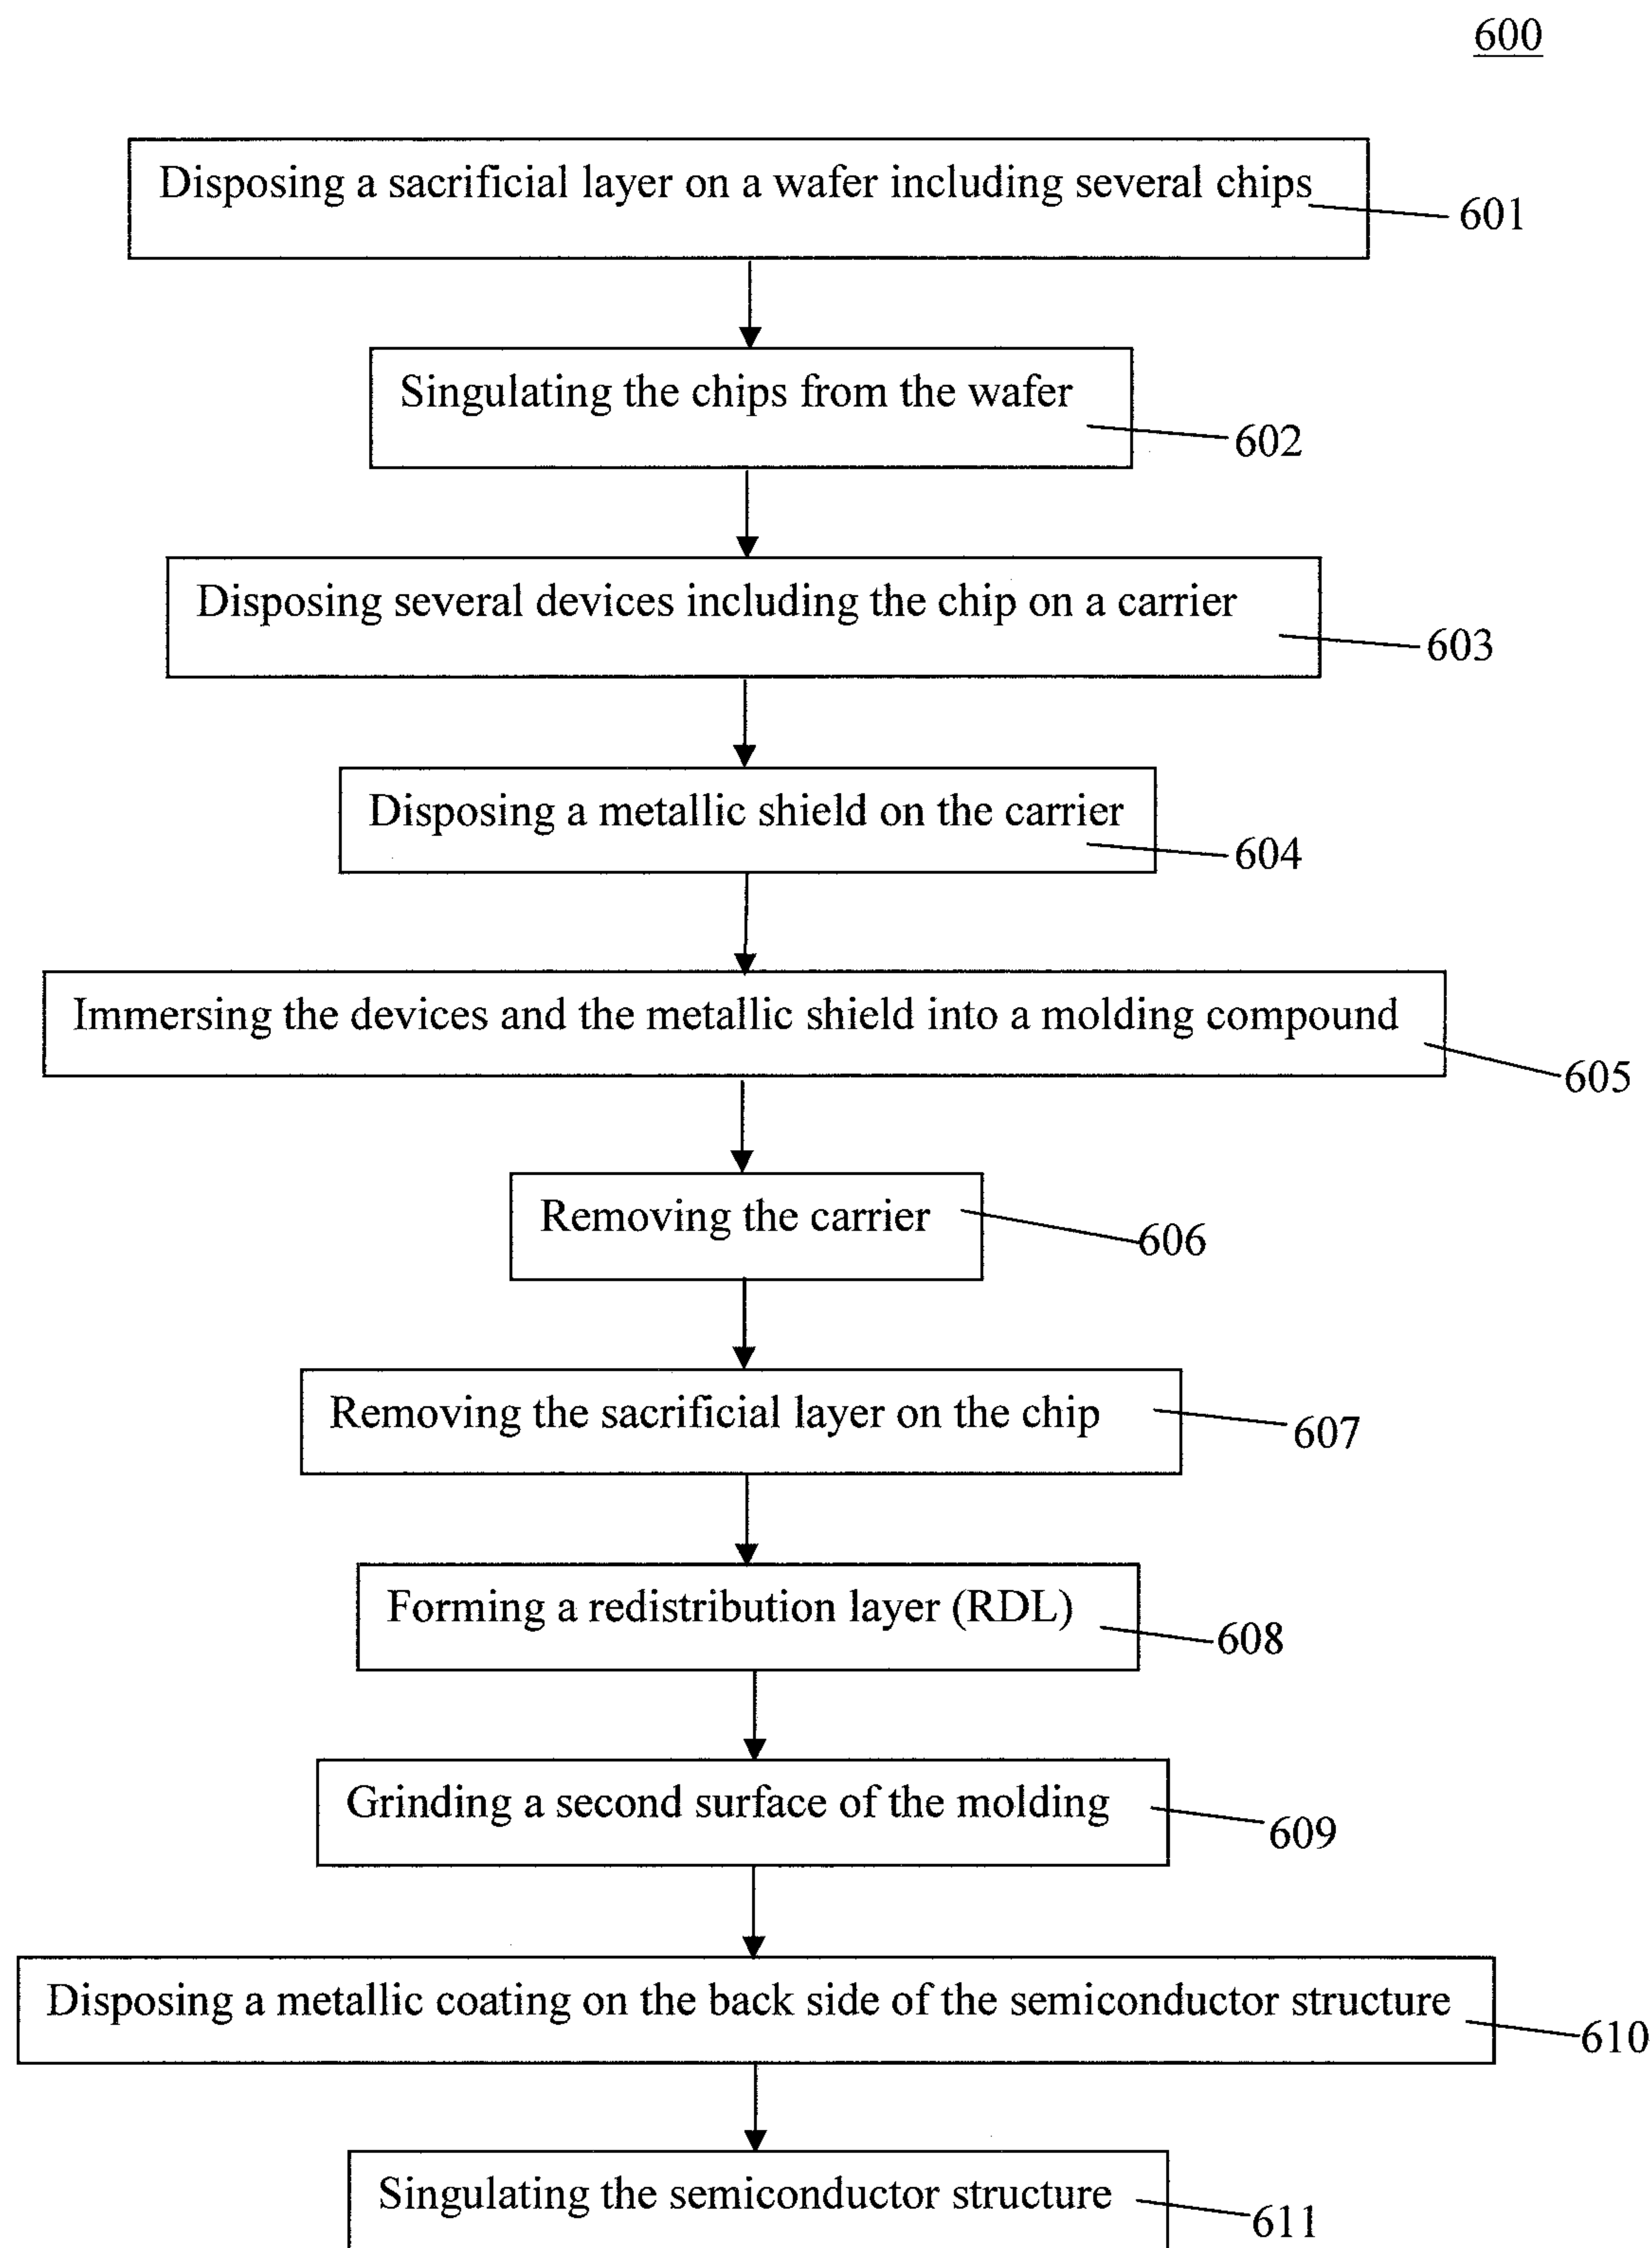 600
Disposing a sacrificial layer on a wafer including several chips
601
Singulating the chips from the wafer
602
Disposing several devices including the chip on a carrier
603
Disposing a metallic shield on the carrier
604
Immersing the devices and the metallic shield into a molding compound
605
Removing the carrier
606
Removing the sacrificial layer on the chip
607
Forming a redistribution layer (RDL)
608
Grinding a second surface of the molding
609
Disposing a metallic coating on the back side of the semiconductor structure
610
Singulating the semiconductor structure
611